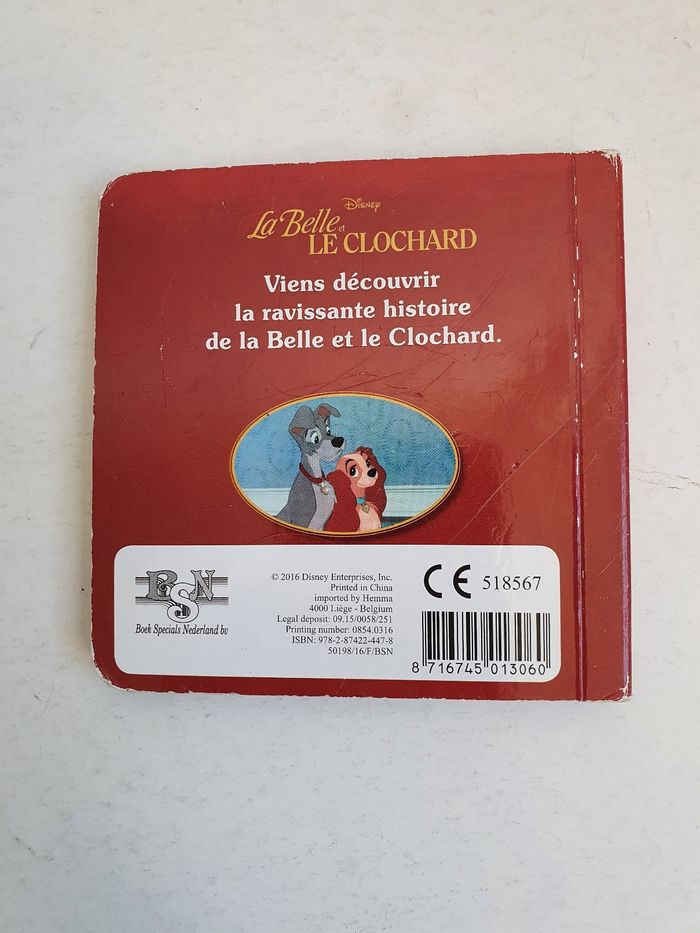 Disney
La Belle et
LE CLOCHARD
Viens découvrir
la ravissante histoire
de la Belle et le Clochard.
BSN
Boek Specials Nederland bv
© 2016 Disney Enterprises, Inc.
Printed in China
imported by Hemma
4000 Liège - Belgium
Legal deposit: 09.15/0058/251
Printing number: 0854.0316
ISBN: 978-2-87422-447-8
50198/16/F/BSN
CE 518567
8 716745 013060